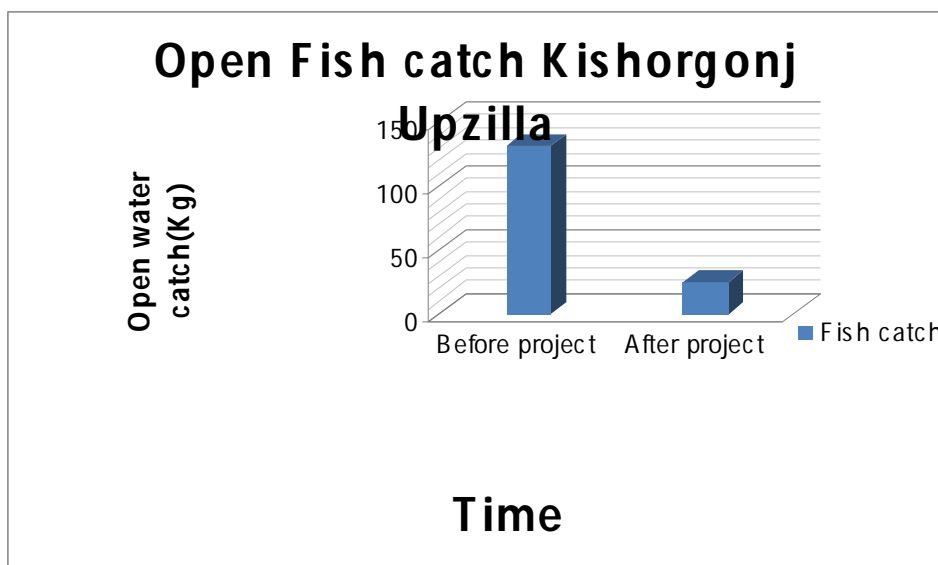 Open Fish catch Kishorgonj
Upzilla
Open water
catch(Kg)
150
100
50
0
Before project After project
Fish catch
Time